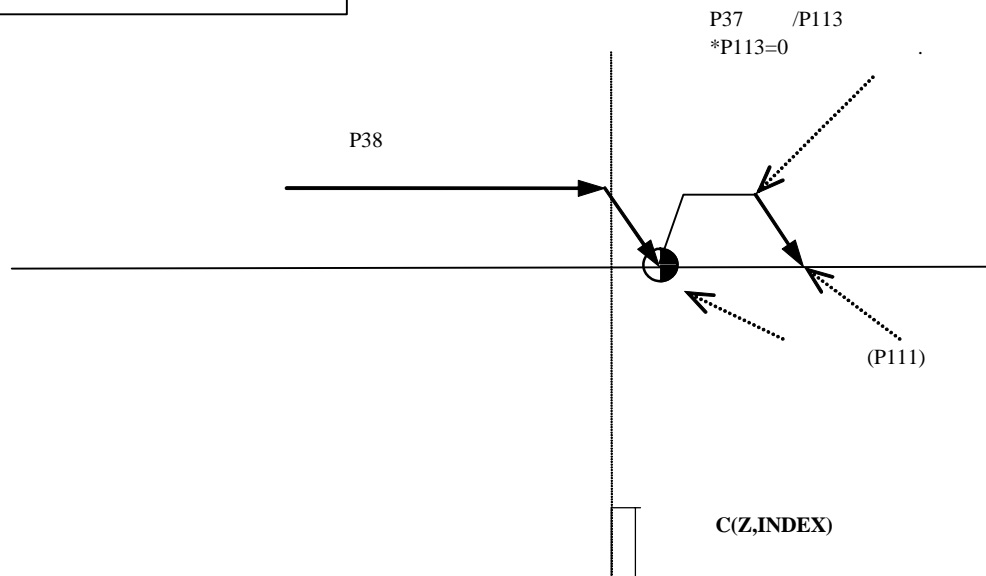 P37 /P113
*P113=0 .
P38
(P111)
C(Z,INDEX)